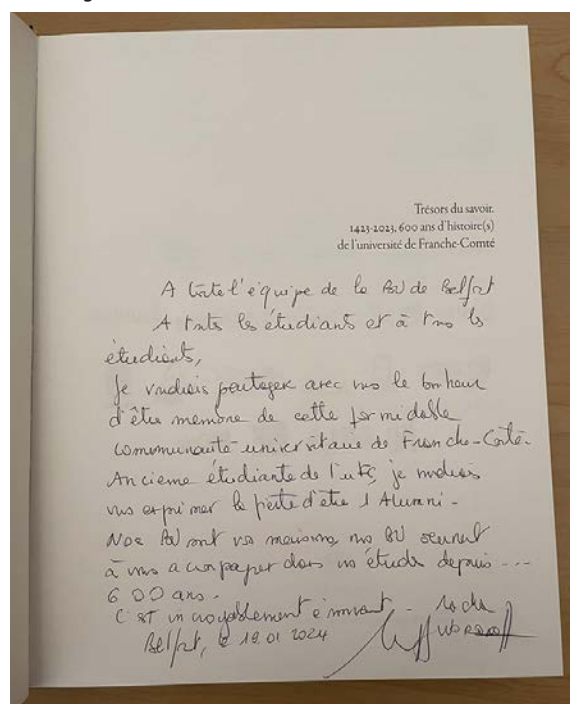 Trésors du savoir.
1423-2023, 600 ans d'histoire(s)
de l'université de Franche-Comté
A toute l'équipe de la BU de Belfort
A toutes les étudiants et à tous les
étudiants,
Je voudrais partager avec vous le bonheur
d'être membre de cette formidable
communauté universitaire de Franche-Comté.
Ancienne étudiante de l'UFC, je voudrais
vous exprimer la fierté d'être 1 Alumni -
Nos BU sont vos maisons, nos BU servent
à vous accompagner dans vos études depuis ...
600 ans.
C'est incroyablement émouvant -
Belfort, le 19.01 2024